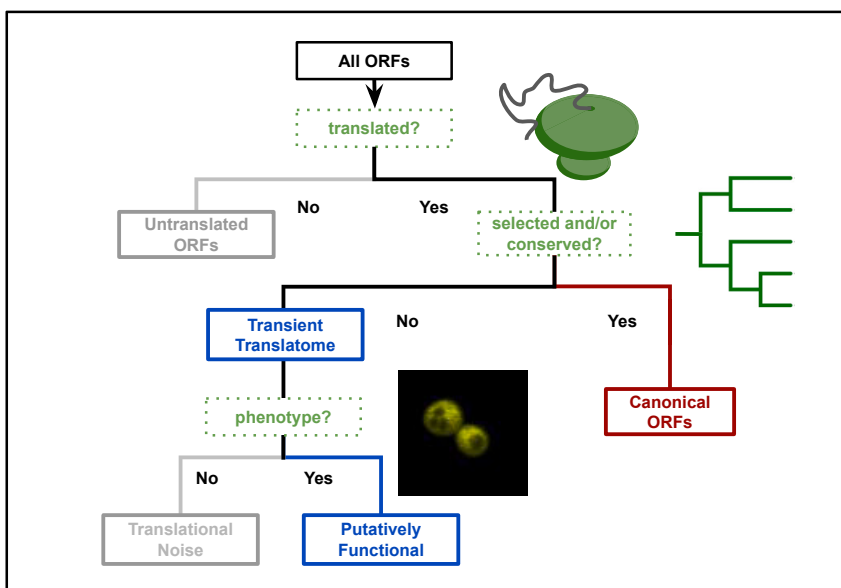 All ORFs
translated?
No
Yes
Untranslated
ORFs
selected and/or
conserved?
Transient
Translatome
No
Yes
phenotype?
Canonical
ORFs
No
Yes
Translational
Noise
Putatively
Functional